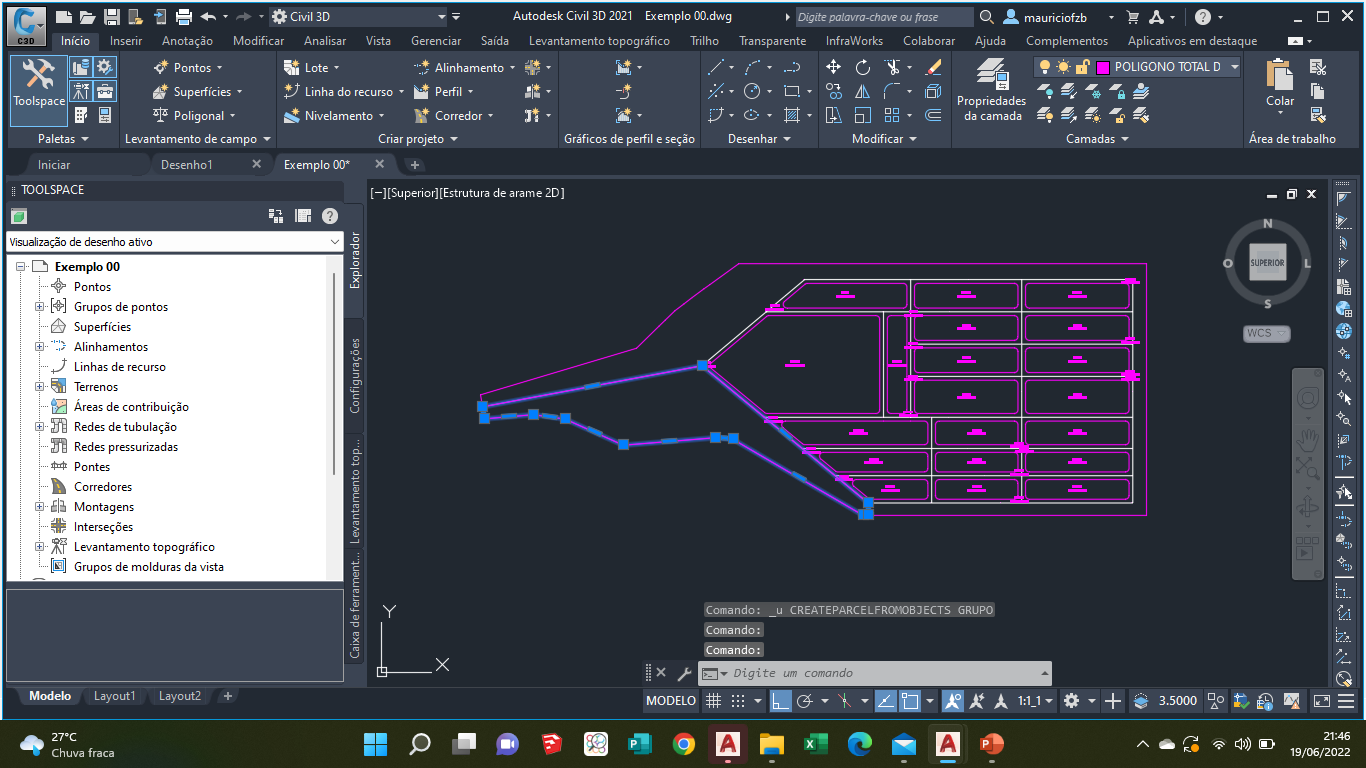 C3D
Civil 3D
Autodesk Civil 3D 2021 Exemplo 00.dwg
Digite palavra-chave ou frase
mauriciofzb
Início Inserir Anotação Modificar Analisar Vista Gerenciar Saída Levantamento topográfico Trilho Transparente InfraWorks Colaborar Ajuda Complementos Aplicativos em destaque
Toolspace
Paletas
Pontos
Superfícies
Poligonal
Levantamento de campo
Lote
Linha do recurso
Nivelamento
Alinhamento
Perfil
Corredor
Criar projeto
Gráficos de perfil e seção
Desenhar
Modificar
Propriedades
da camada
POLIGONO TOTAL D
Camadas
Colar
Área de trabalho
Iniciar Desenho1 Exemplo 00*
TOOLSPACE
Visualização de desenho ativo
Exemplo 00
Pontos
Grupos de pontos
Superfícies
Alinhamentos
Linhas de recurso
Terrenos
Áreas de contribuição
Redes de tubulação
Redes pressurizadas
Pontes
Corredores
Montagens
Interseções
Levantamento topográfico
Grupos de molduras da vista
Explorador
Configurações
Levantamento top...
Caixa de ferrament...
[−][Superior][Estrutura de arame 2D]
N
O SUPERIOR L
S
WCS
Y
X
Comando: _u CREATEPARCELFROMOBJECTS GRUPO
Comando:
Comando:
Digite um comando
Modelo Layout1 Layout2 +
MODELO 1:1_1 3.5000
27°C
Chuva fraca
21:46
19/06/2022